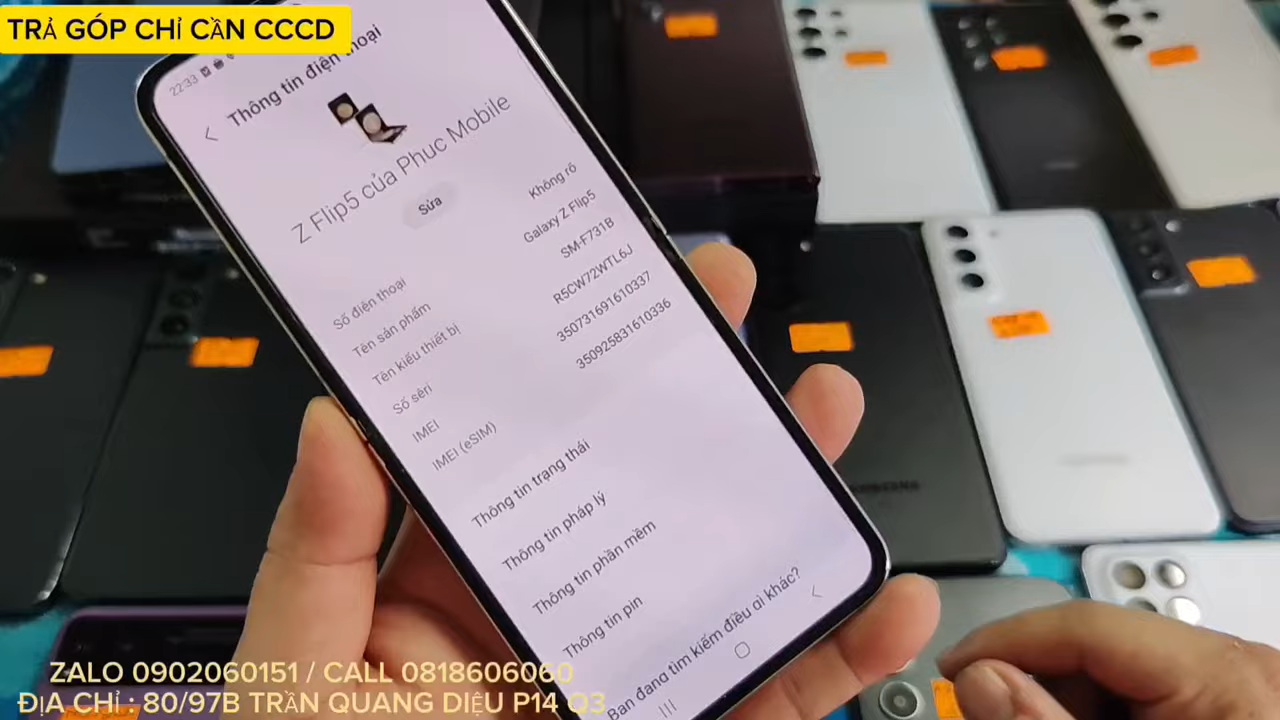 TRẢ GÓP CHỈ CẦN CCCD
22:33
Thông tin điện thoại
Z Flip5 của Phuc Mobile
Sửa
Số điện thoại Không rõ
Tên sản phẩm Galaxy Z Flip5
Tên kiểu thiết bị SM-F731B
Số sêri R5CW72WTL6J
IMEI 350731691610337
IMEI (eSIM) 350925831610336
Thông tin trạng thái
Thông tin pháp lý
Thông tin phần mềm
Thông tin pin
Bạn đang tìm kiếm điều gì khác?
SAMSUNG
ZALO 0902060151 / CALL 0818606060
ĐỊA CHỈ : 80/97B TRẦN QUANG DIỆU P14 Q3